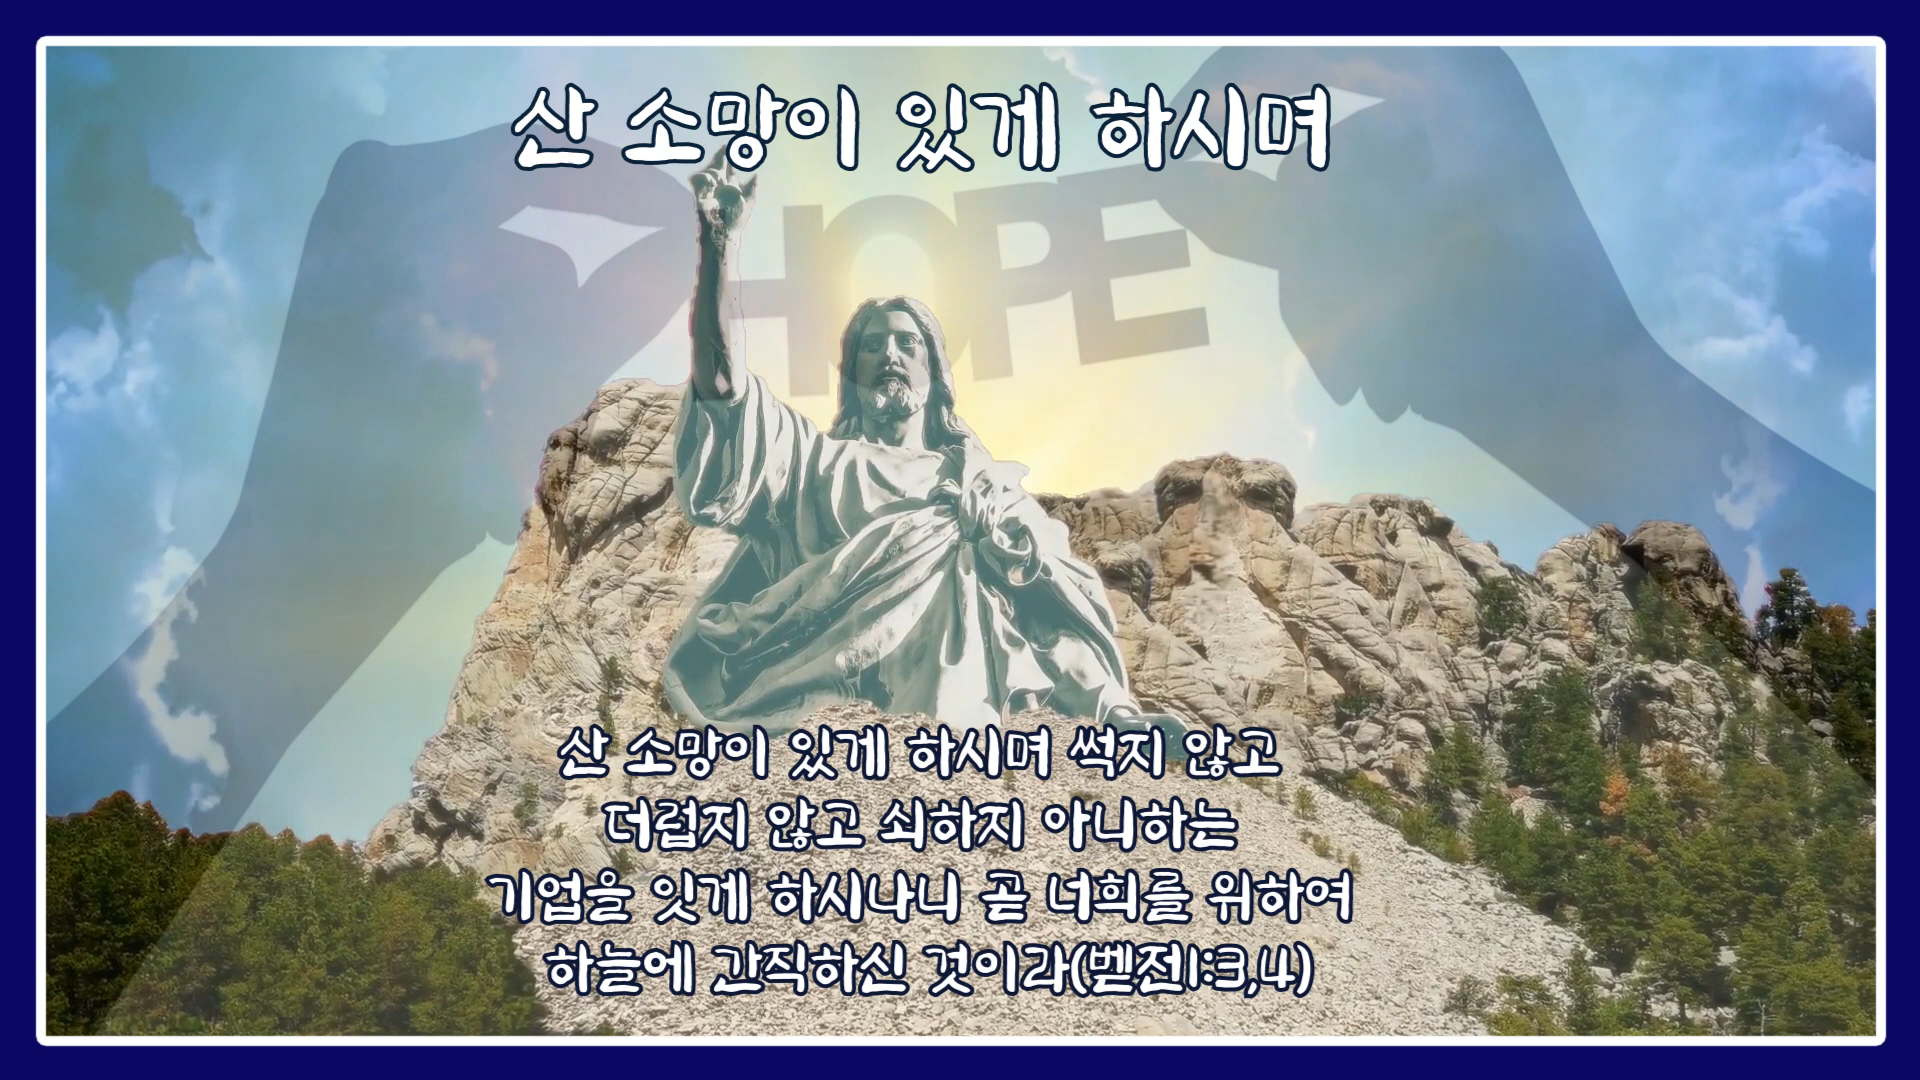 산 소망이 있게 하시며
HOPE
산 소망이 있게 하시며 썩지 않고
더럽지 않고 쇠하지 아니하는
기업을 잇게 하시나니 곧 너희를 위하여
하늘에 간직하신 것이라(벧전1:3,4)